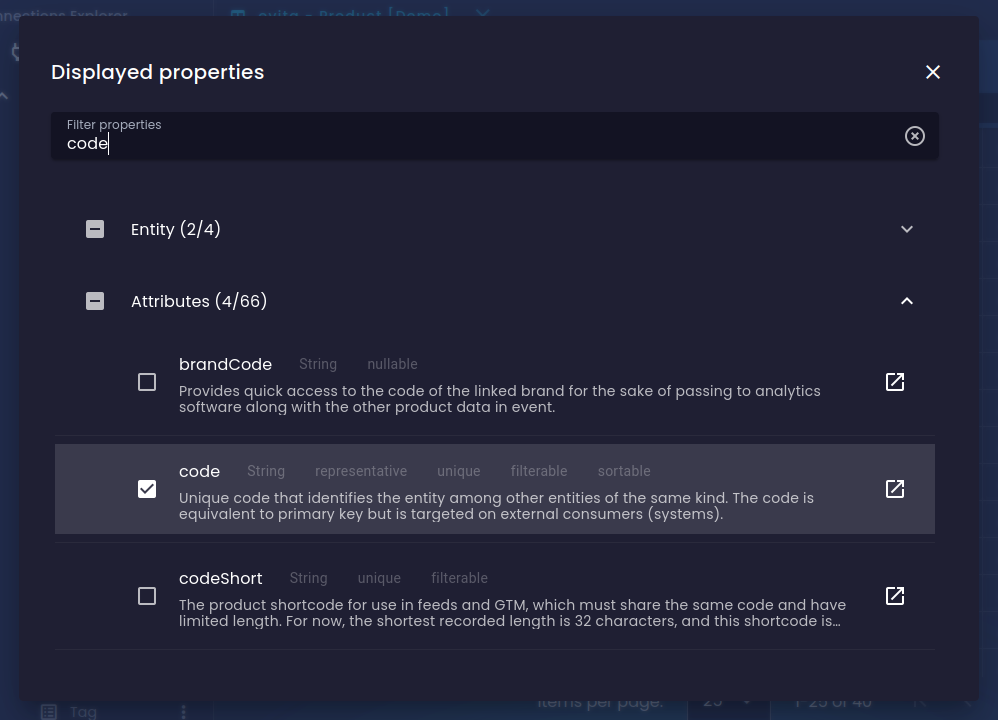 nnections Explorer
evita - Product [Demo]
Displayed properties
Filter properties
code
Entity (2/4)
Attributes (4/66)
brandCode String nullable
Provides quick access to the code of the linked brand for the sake of passing to analytics
software along with the other product data in event.
code String representative unique filterable sortable
Unique code that identifies the entity among other entities of the same kind. The code is
equivalent to primary key but is targeted on external consumers (systems).
codeShort String unique filterable
The product shortcode for use in feeds and GTM, which must share the same code and have
limited length. For now, the shortest recorded length is 32 characters, and this shortcode is…
Tag
Items per page: 25 1-25 of 40